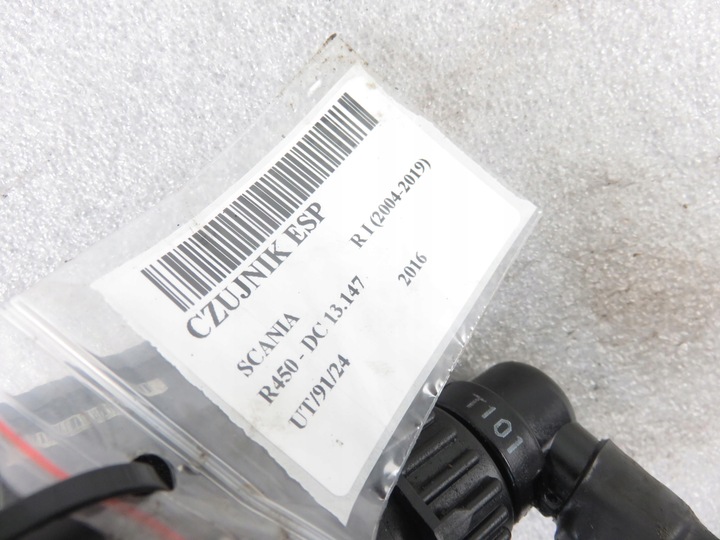 CZUJNIK ESP
SCANIA R I (2004-2019)
R450 - DC 13.147 2016
UT/91/24
T101